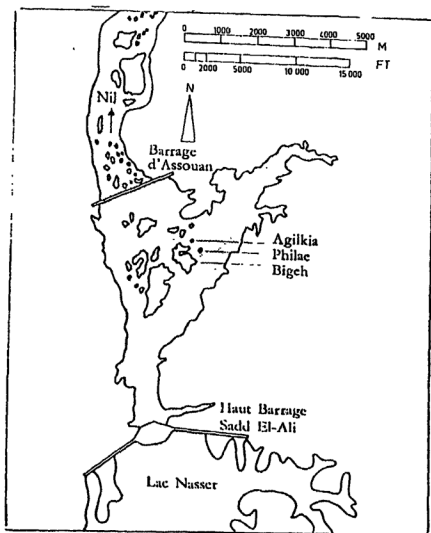 0 1000 2000 3000 4000 5000
M
FT
0 2000 5000 10 000 15 000
N
Nil
Barrage
d'Assouan
Agilkia
Philae
Bigeh
Haut Barrage
Sadd El-Ali
Lac Nasser